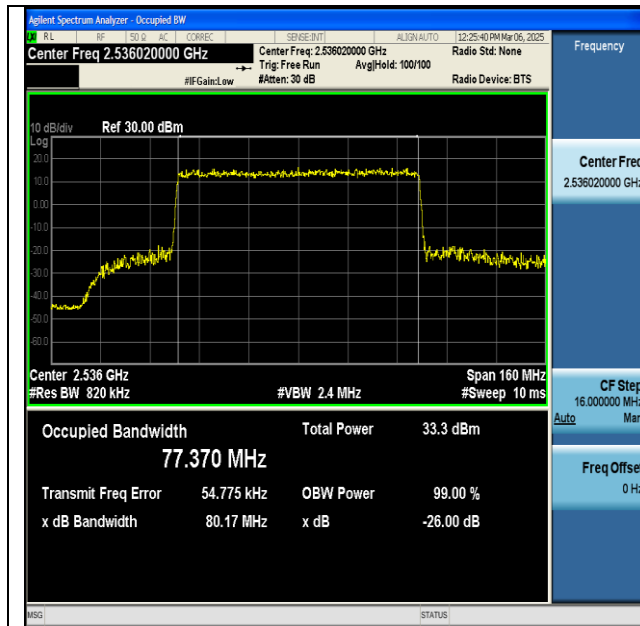 Agilent Spectrum Analyzer - Occupied BW
LXI RL RF 50 Ω AC CORREC SENSE:INT ALIGN AUTO 12:25:40 PM Mar 06, 2025
Center Freq 2.536020000 GHz
Center Freq: 2.536020000 GHz
Radio Std: None
Trig: Free Run Avg|Hold: 100/100
#IFGain:Low #Atten: 30 dB Radio Device: BTS
Frequency
10 dB/div Ref 30.00 dBm
Log
20.0
10.0
0.00
-10.0
-20.0
-30.0
-40.0
-50.0
-60.0
Center 2.536 GHz Span 160 MHz
#Res BW 820 kHz #VBW 2.4 MHz #Sweep 10 ms
Occupied Bandwidth Total Power 33.3 dBm
77.370 MHz
Transmit Freq Error 54.775 kHz OBW Power 99.00 %
x dB Bandwidth 80.17 MHz x dB -26.00 dB
Center Freq
2.536020000 GHz
CF Step
16.000000 MHz
Auto Man
Freq Offset
0 Hz
MSG STATUS